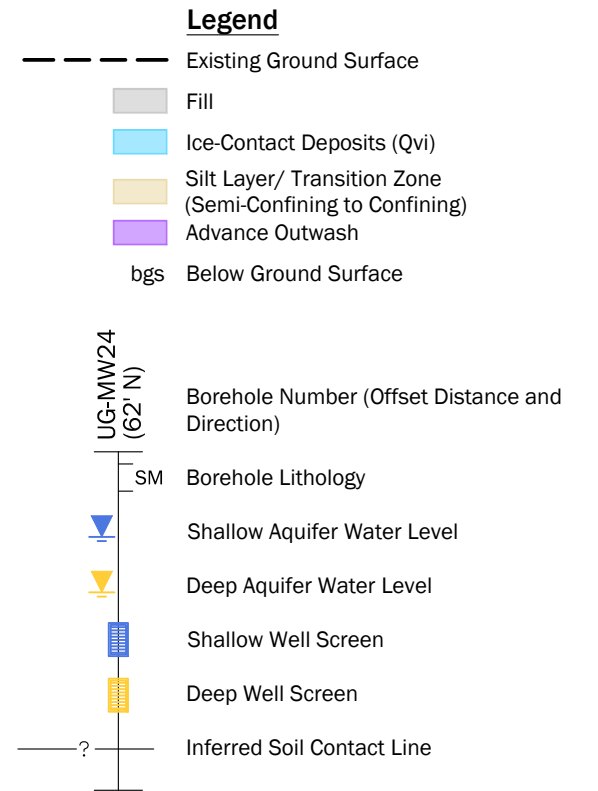 Legend
Existing Ground Surface
Fill
Ice-Contact Deposits (Qvi)
Silt Layer/ Transition Zone
(Semi-Confining to Confining)
Advance Outwash
bgs Below Ground Surface
UG-MW24
(62' N)
Borehole Number (Offset Distance and
Direction)
SM Borehole Lithology
Shallow Aquifer Water Level
Deep Aquifer Water Level
Shallow Well Screen
Deep Well Screen
? Inferred Soil Contact Line